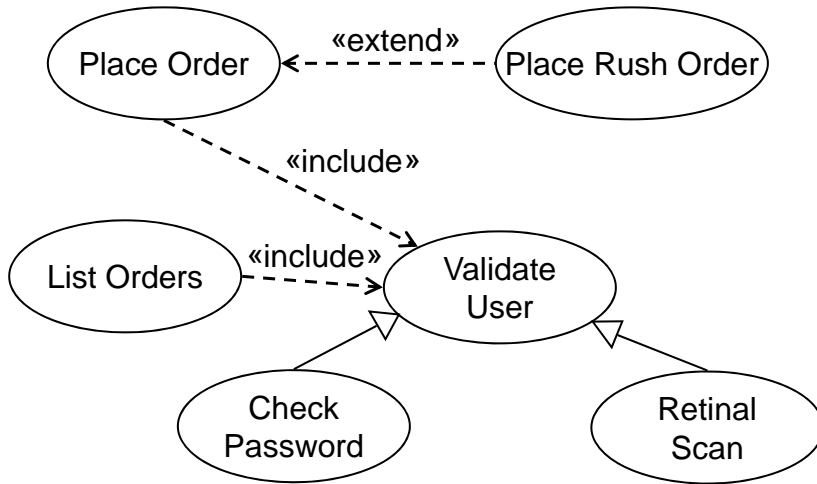 Place Order
«extend»
Place Rush Order
«include»
List Orders
«include»
Validate
User
Check
Password
Retinal
Scan